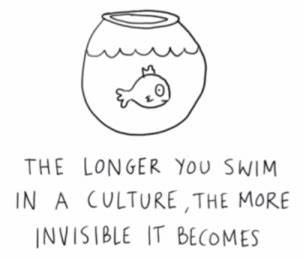 THE LONGER YOU SWIM
IN A CULTURE, THE MORE
INVISIBLE IT BECOMES